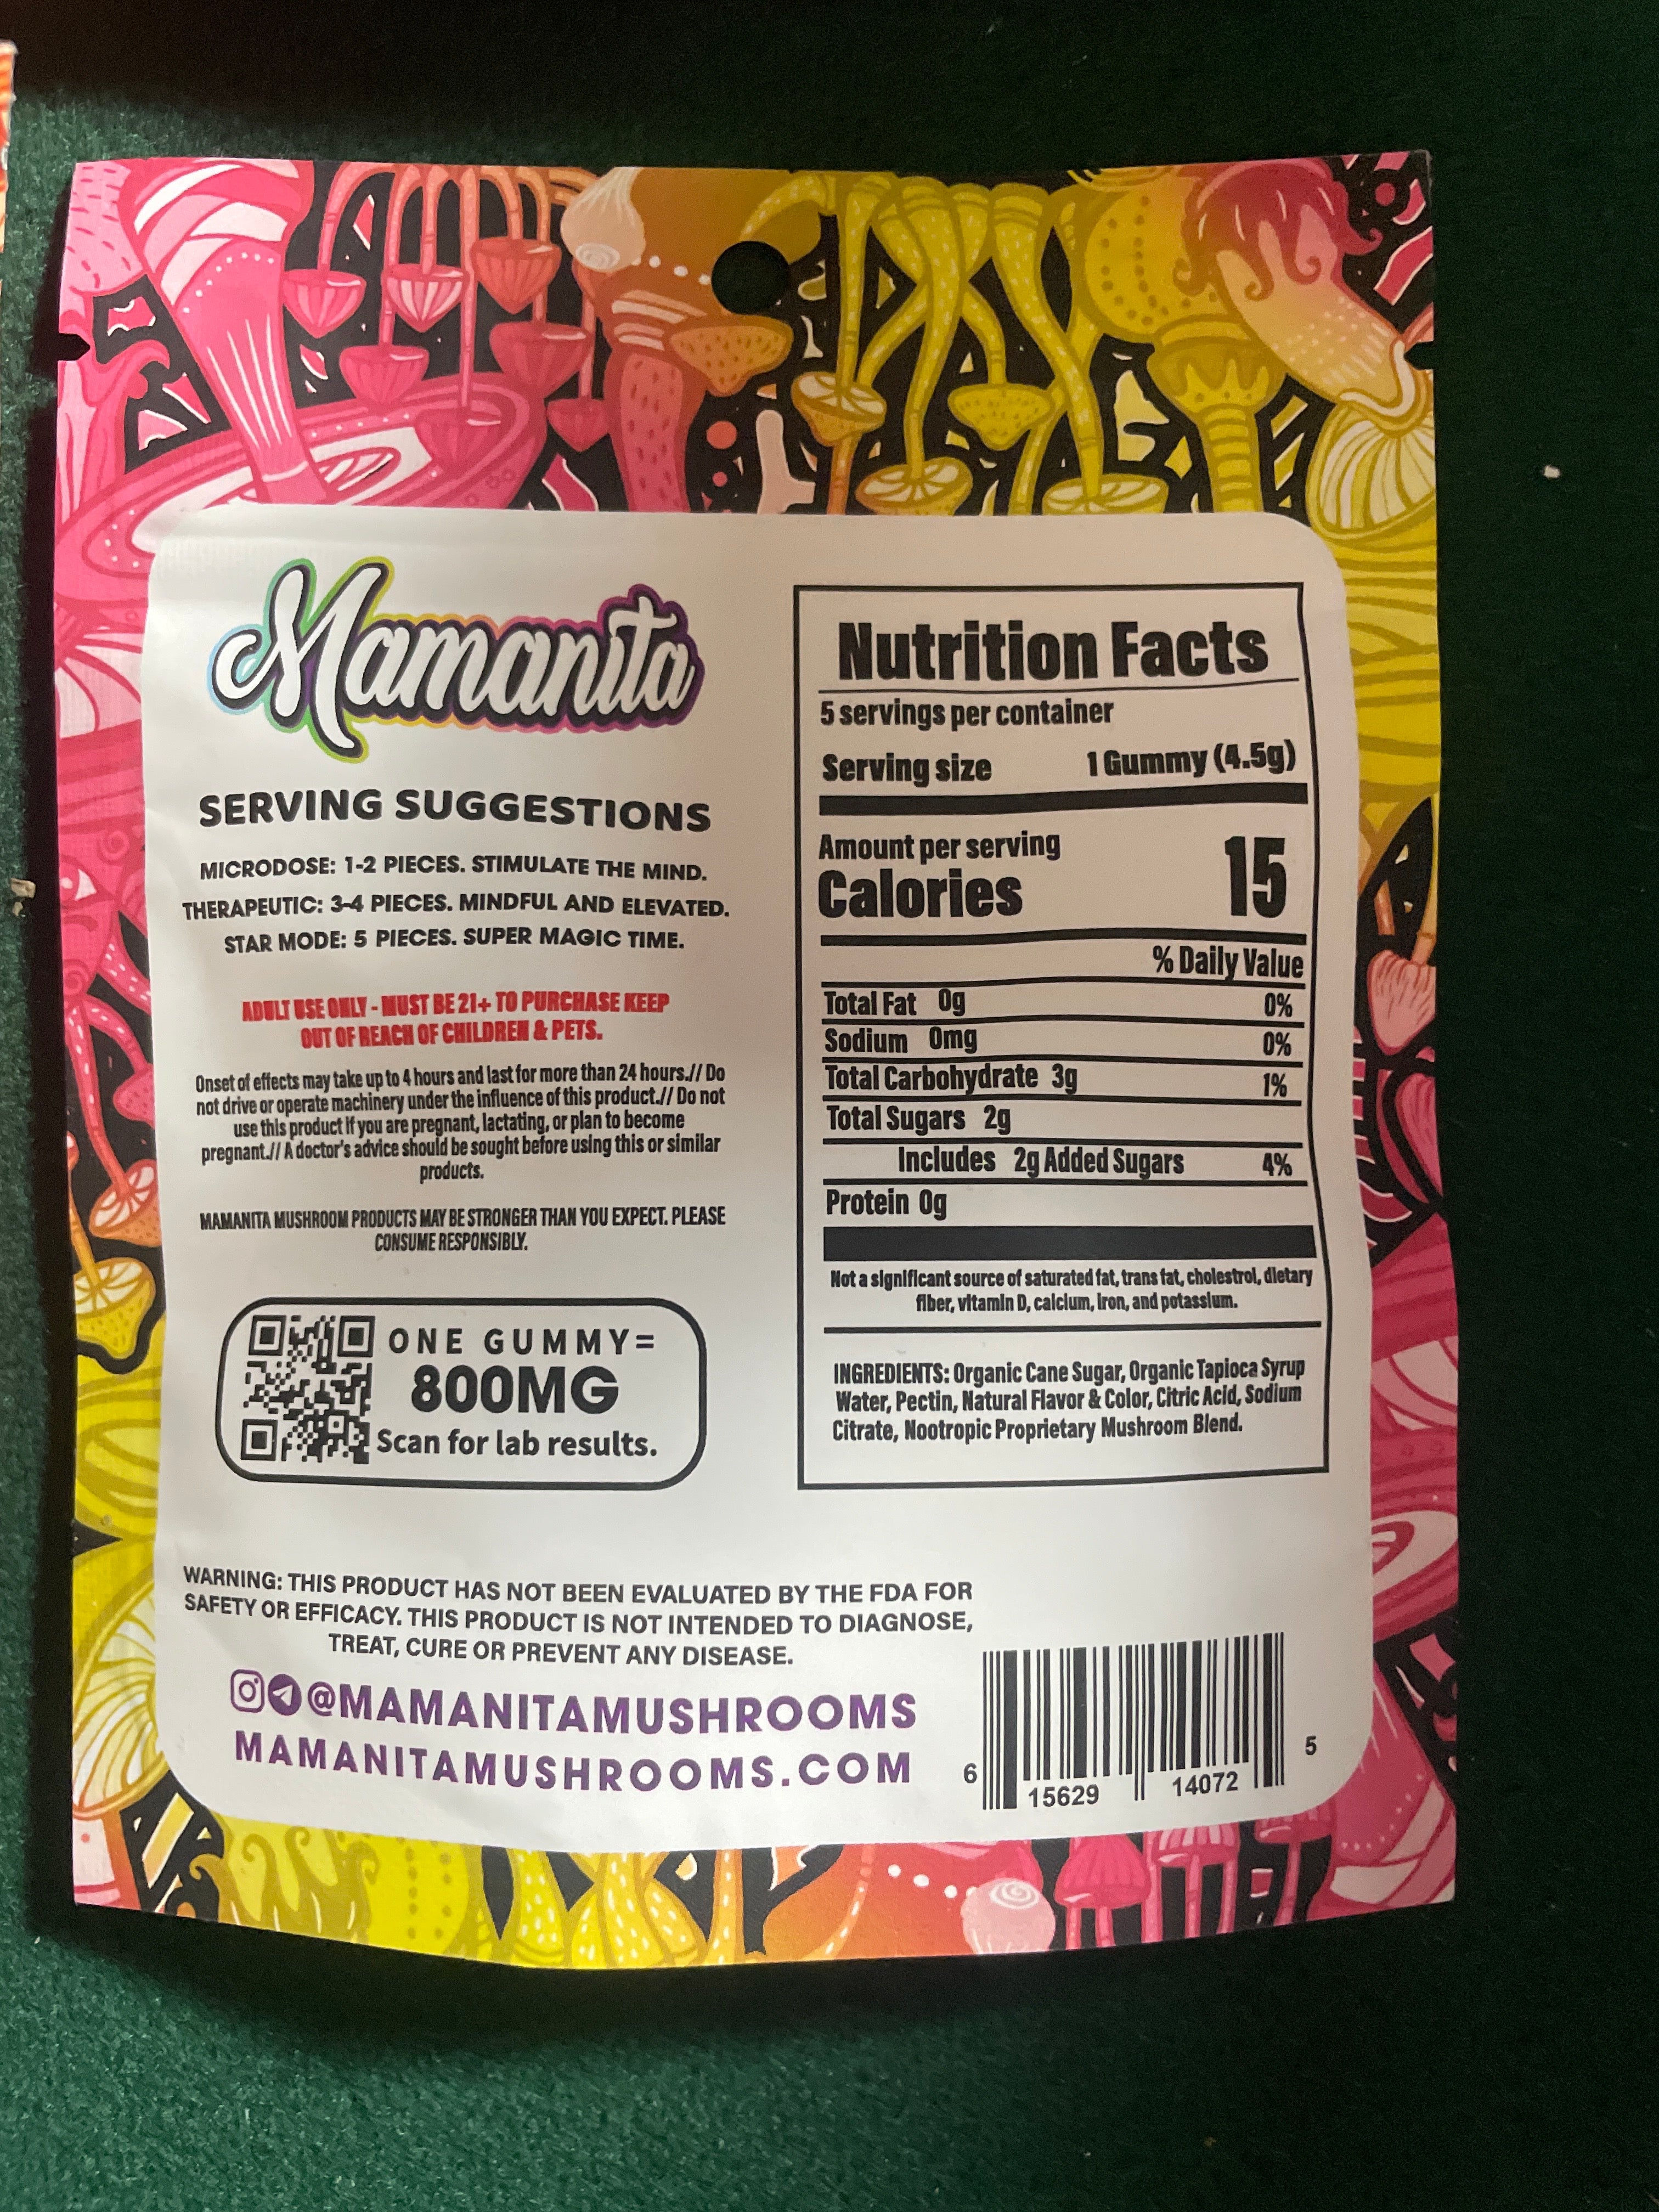 Mamanita
SERVING SUGGESTIONS
MICRODOSE: 1-2 PIECES. STIMULATE THE MIND.
THERAPEUTIC: 3-4 PIECES. MINDFUL AND ELEVATED.
STAR MODE: 5 PIECES. SUPER MAGIC TIME.
ADULT USE ONLY - MUST BE 21+ TO PURCHASE KEEP
OUT OF REACH OF CHILDREN & PETS.
Onset of effects may take up to 4 hours and last for more than 24 hours.// Do
not drive or operate machinery under the influence of this product.// Do not
use this product if you are pregnant, lactating, or plan to become
pregnant.// A doctor's advice should be sought before using this or similar
products.
MAMANITA MUSHROOM PRODUCTS MAY BE STRONGER THAN YOU EXPECT. PLEASE
CONSUME RESPONSIBLY.
ONE GUMMY=
800MG
Scan for lab results.
Nutrition Facts
5 servings per container
Serving size 1 Gummy (4.5g)
Amount per serving
Calories 15
% Daily Value
Total Fat 0g 0%
Sodium 0mg 0%
Total Carbohydrate 3g 1%
Total Sugars 2g
Includes 2g Added Sugars 4%
Protein 0g
Not a significant source of saturated fat, trans fat, cholestrol, dietary
fiber, vitamin D, calcium, iron, and potassium.
INGREDIENTS: Organic Cane Sugar, Organic Tapioca Syrup
Water, Pectin, Natural Flavor & Color, Citric Acid, Sodium
Citrate, Nootropic Proprietary Mushroom Blend.
WARNING: THIS PRODUCT HAS NOT BEEN EVALUATED BY THE FDA FOR
SAFETY OR EFFICACY. THIS PRODUCT IS NOT INTENDED TO DIAGNOSE,
TREAT, CURE OR PREVENT ANY DISEASE.
@MAMANITAMUSHROOMS
MAMANITAMUSHROOMS.COM
6 15629 14072 5